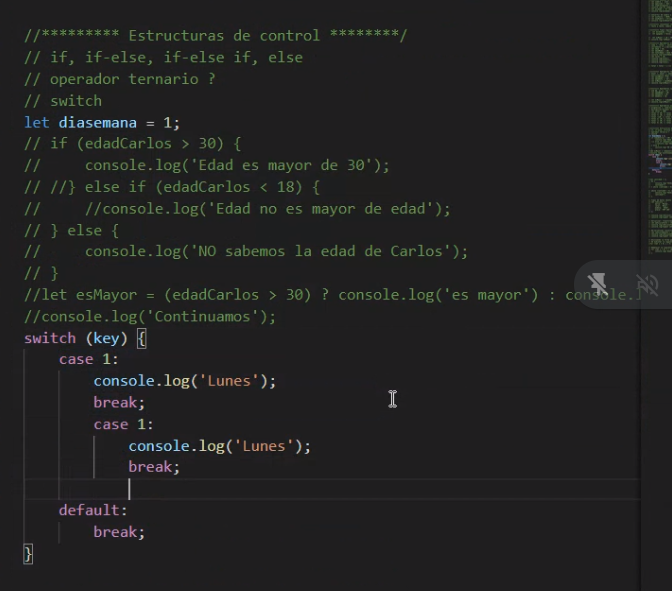 //********* Estructuras de control ********/
// if, if-else, if-else if, else
// operador ternario ?
// switch
let diasemana = 1;
// if (edadCarlos > 30) {
//     console.log('Edad es mayor de 30');
// //} else if (edadCarlos < 18) {
//     //console.log('Edad no es mayor de edad');
// } else {
//     console.log('NO sabemos la edad de Carlos');
// }
//let esMayor = (edadCarlos > 30) ? console.log('es mayor') : console.l
//console.log('Continuamos');
switch (key) {
    case 1:
        console.log('Lunes');
        break;
        case 1:
            console.log('Lunes');
            break;
    default:
        break;
}